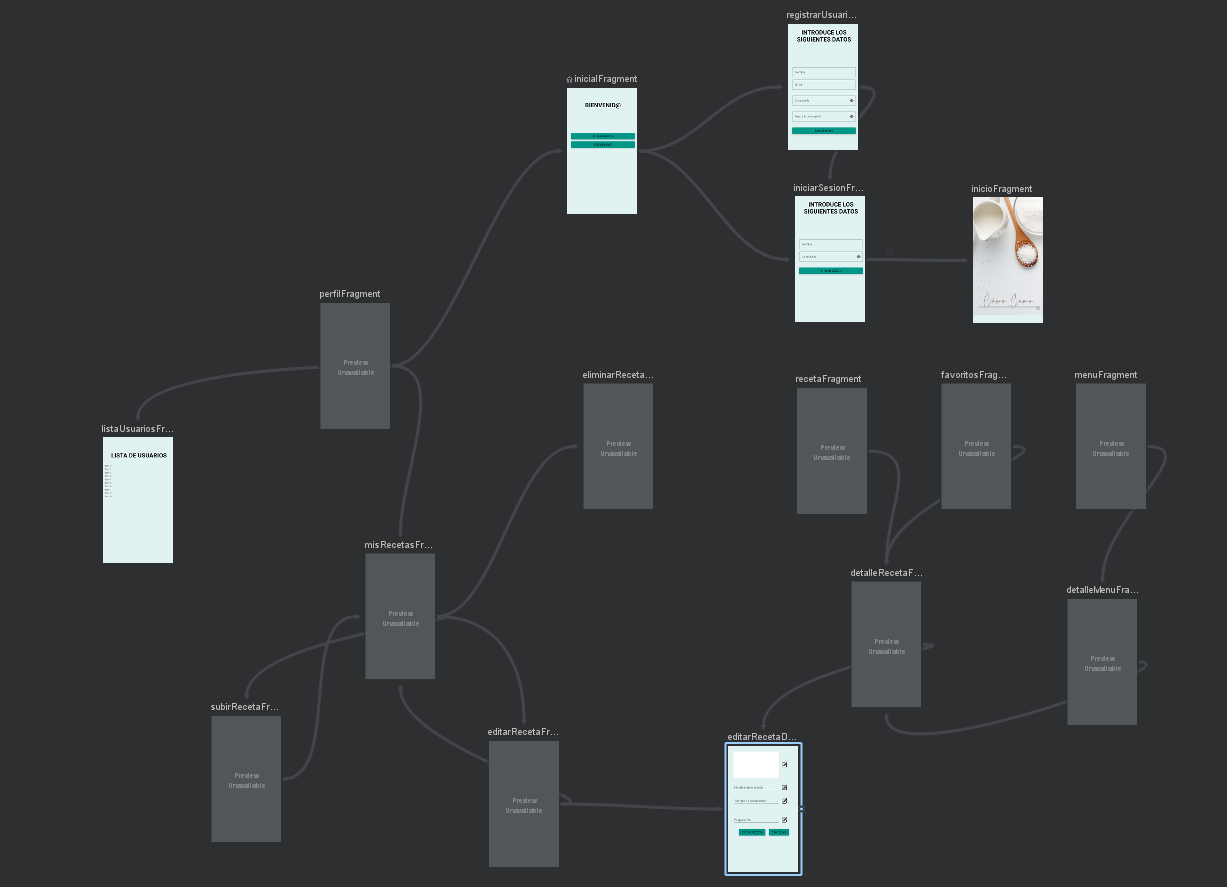 registrarUsuari...
INTRODUCE LOS
SIGUIENTES DATOS
inicialFragment
BIENVENID@
iniciarSesionFr...
INTRODUCE LOS
SIGUIENTES DATOS
inicioFragment
perfilFragment
Preview
Unavailable
eliminarReceta...
Preview
Unavailable
recetaFragment
Preview
Unavailable
favoritosFrag...
Preview
Unavailable
menuFragment
Preview
Unavailable
listaUsuariosFr...
LISTA DE USUARIOS
misRecetasFr...
Preview
Unavailable
detalleRecetaF...
Preview
Unavailable
detalleMenuFra...
Preview
Unavailable
subirRecetaFr...
Preview
Unavailable
editarRecetaFr...
Preview
Unavailable
editarRecetaD...